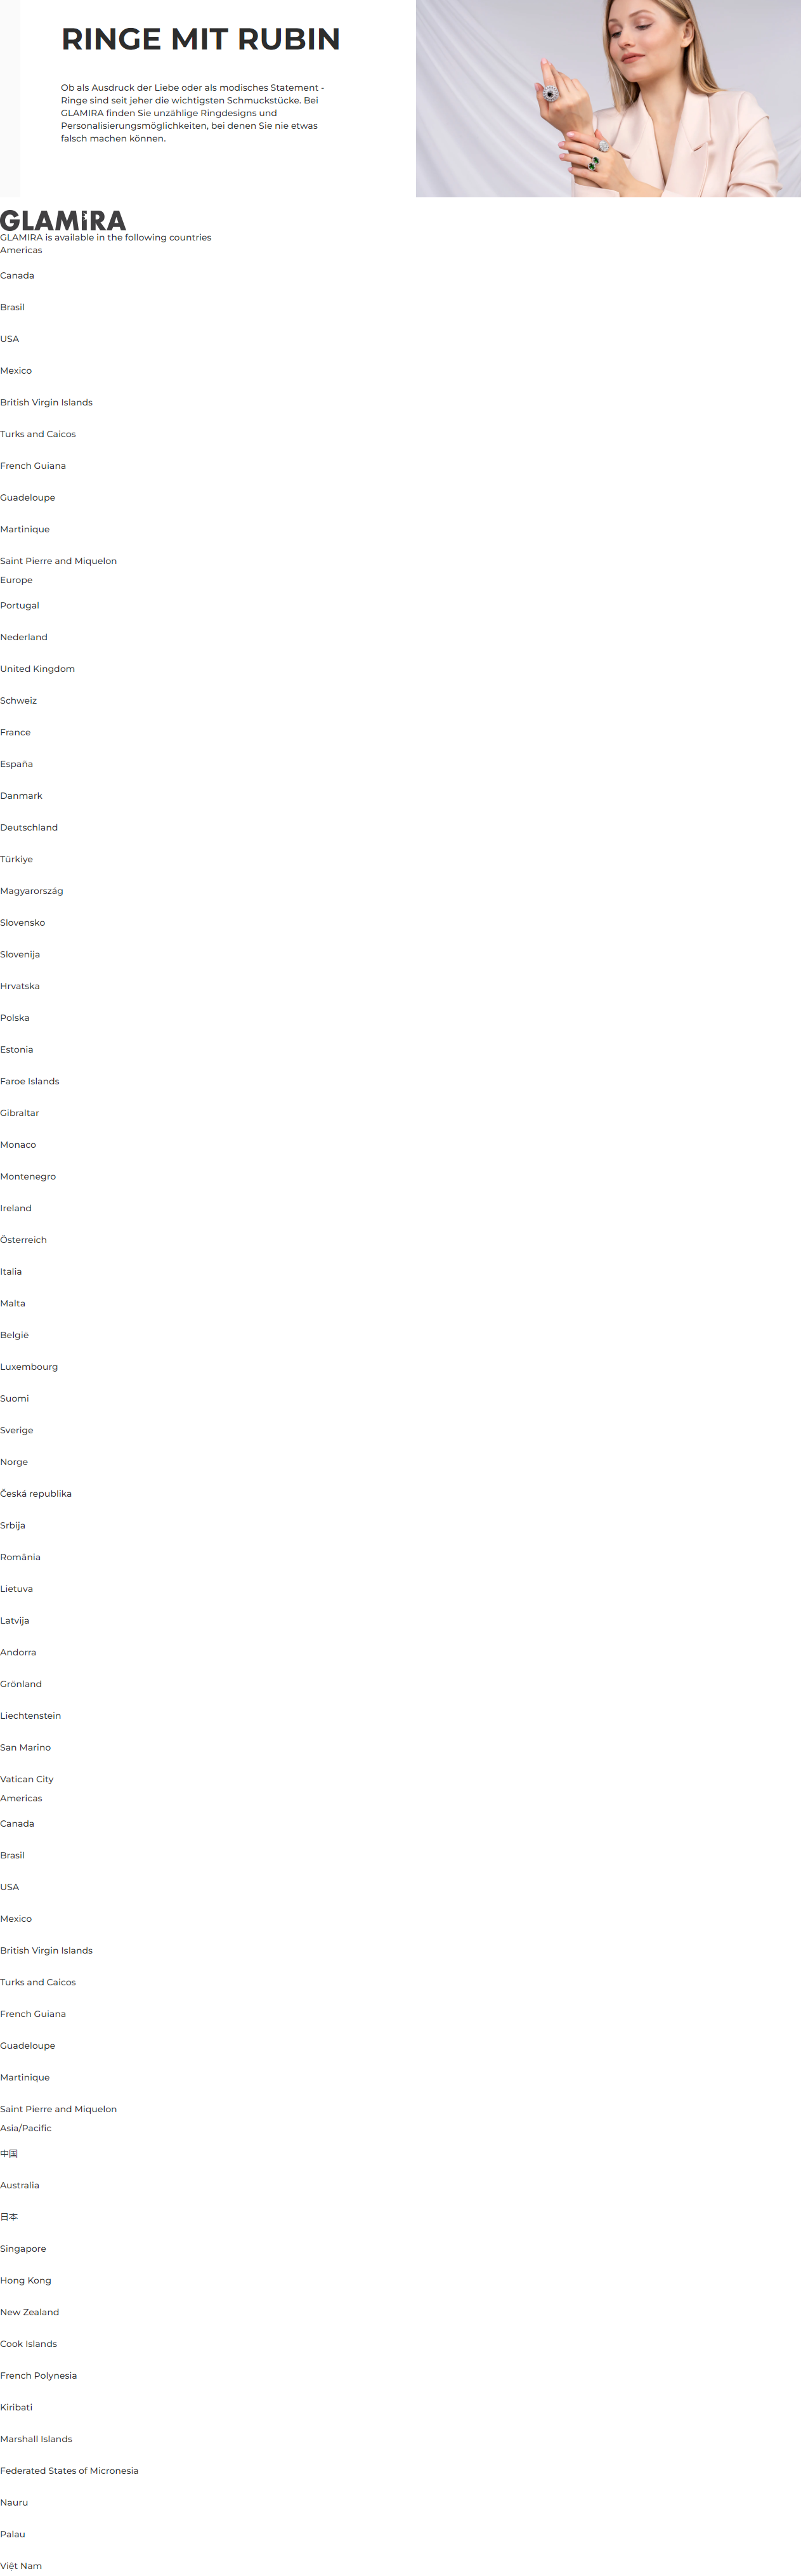 RINGE MIT RUBIN
Ob als Ausdruck der Liebe oder als modisches Statement -
Ringe sind seit jeher die wichtigsten Schmuckstücke. Bei
GLAMIRA finden Sie unzählige Ringdesigns und
Personalisierungsmöglichkeiten, bei denen Sie nie etwas
falsch machen können.
GLAMIRA
GLAMIRA is available in the following countries
Americas
Canada
Brasil
USA
Mexico
British Virgin Islands
Turks and Caicos
French Guiana
Guadeloupe
Martinique
Saint Pierre and Miquelon
Europe
Portugal
Nederland
United Kingdom
Schweiz
France
España
Danmark
Deutschland
Türkiye
Magyarország
Slovensko
Slovenija
Hrvatska
Polska
Estonia
Faroe Islands
Gibraltar
Monaco
Montenegro
Ireland
Österreich
Italia
Malta
België
Luxembourg
Suomi
Sverige
Norge
Česká republika
Srbija
România
Lietuva
Latvija
Andorra
Grönland
Liechtenstein
San Marino
Vatican City
Americas
Canada
Brasil
USA
Mexico
British Virgin Islands
Turks and Caicos
French Guiana
Guadeloupe
Martinique
Saint Pierre and Miquelon
Asia/Pacific
中国
Australia
日本
Singapore
Hong Kong
New Zealand
Cook Islands
French Polynesia
Kiribati
Marshall Islands
Federated States of Micronesia
Nauru
Palau
Việt Nam